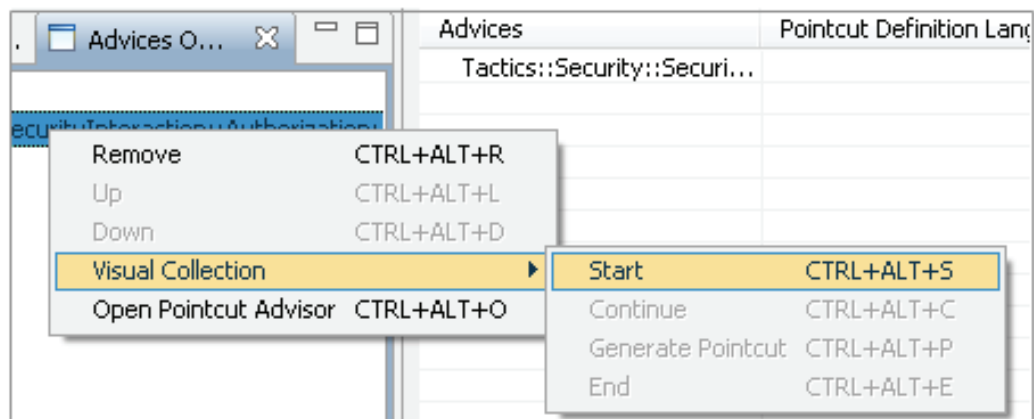 . Advices O...
Advices Pointcut Definition Lang
Tactics::Security::Securi...
Remove CTRL+ALT+R
Up CTRL+ALT+L
Down CTRL+ALT+D
Visual Collection
Open Pointcut Advisor CTRL+ALT+O
Start CTRL+ALT+S
Continue CTRL+ALT+C
Generate Pointcut CTRL+ALT+P
End CTRL+ALT+E